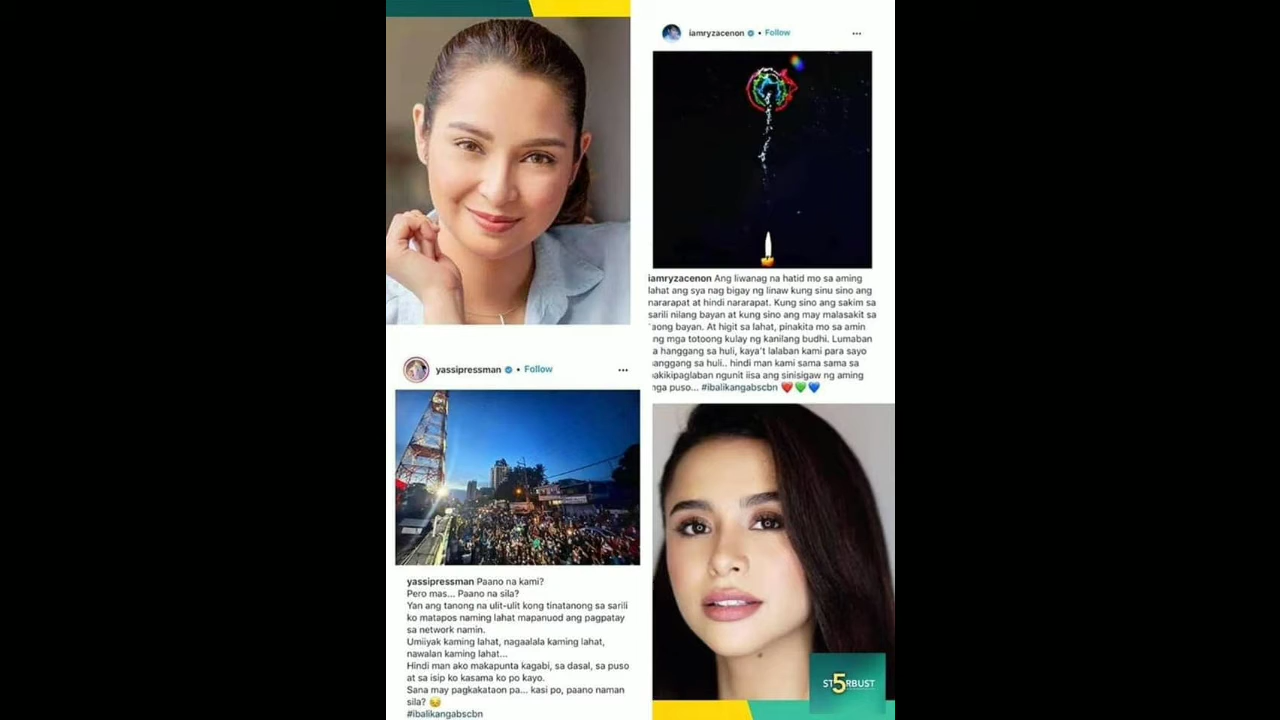 iamryzacenon • Follow
iamryzacenon Ang liwanag na hatid mo sa aming
lahat ang sya nag bigay ng linaw kung sinu sino ang
nararapat at hindi nararapat. Kung sino ang sakim sa
sarili nilang bayan at kung sino ang may malasakit sa
taong bayan. At higit sa lahat, pinakita mo sa amin
ng mga totoong kulay ng kanilang budhi. Lumaban
a hanggang sa huli, kaya't lalaban kami para sayo
hanggang sa huli.. hindi man kami sama sama sa
akikipaglaban ngunit iisa ang sinisigaw ng aming
nga puso... #ibalikangabscbn ❤️💚💙
yassipressman • Follow
yassipressman Paano na kami?
Pero mas... Paano na sila?
Yan ang tanong na ulit-ulit kong tinatanong sa sarili
ko matapos naming lahat mapanuod ang pagpatay
sa network namin.
Umiiyak kaming lahat, nagaalala kaming lahat,
nawalan kaming lahat...
Hindi man ako makapunta kagabi, sa dasal, sa puso
at sa isip ko kasama ko po kayo.
Sana may pagkakataon pa... kasi po, paano naman
sila? 😔
#ibalikangabscbn
ST5RBUST